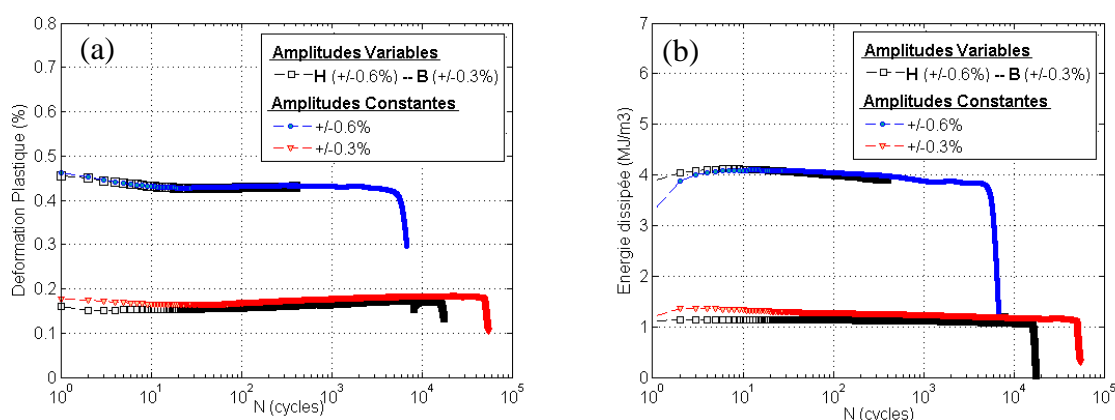 (a)
Amplitudes Variables
H (+/-0.6%) -- B (+/-0.3%)
Amplitudes Constantes
+/-0.6%
+/-0.3%
Deformation Plastique (%)
0.8
0.7
0.6
0.5
0.4
0.3
0.2
0.1
0
10^0
10^1
10^2
10^3
10^4
10^5
N (cycles)
(b)
Amplitudes Variables
H (+/-0.6%) -- B (+/-0.3%)
Amplitudes Constantes
+/-0.6%
+/-0.3%
Energie dissipée (MJ/m3)
7
6
5
4
3
2
1
0
10^0
10^1
10^2
10^3
10^4
10^5
N (cycles)